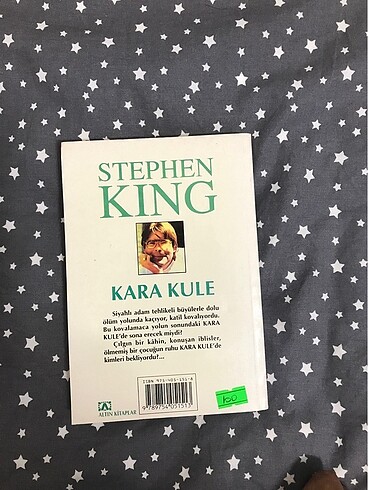 STEPHEN
KING
KARA KULE
Siyahlı adam tehlikeli büyülerle dolu
ölüm yolunda kaçıyor, katil kovalıyordu.
Bu kovalamaca yolun sonundaki KARA
KULE'de sona erecek miydi?
Çılgın bir kâhin, konuşan iblisler,
ölmemiş bir çocuğun ruhu KARA KULE'de
kimleri bekliyordu?...
ALTIN KİTAPLAR
9789754051513